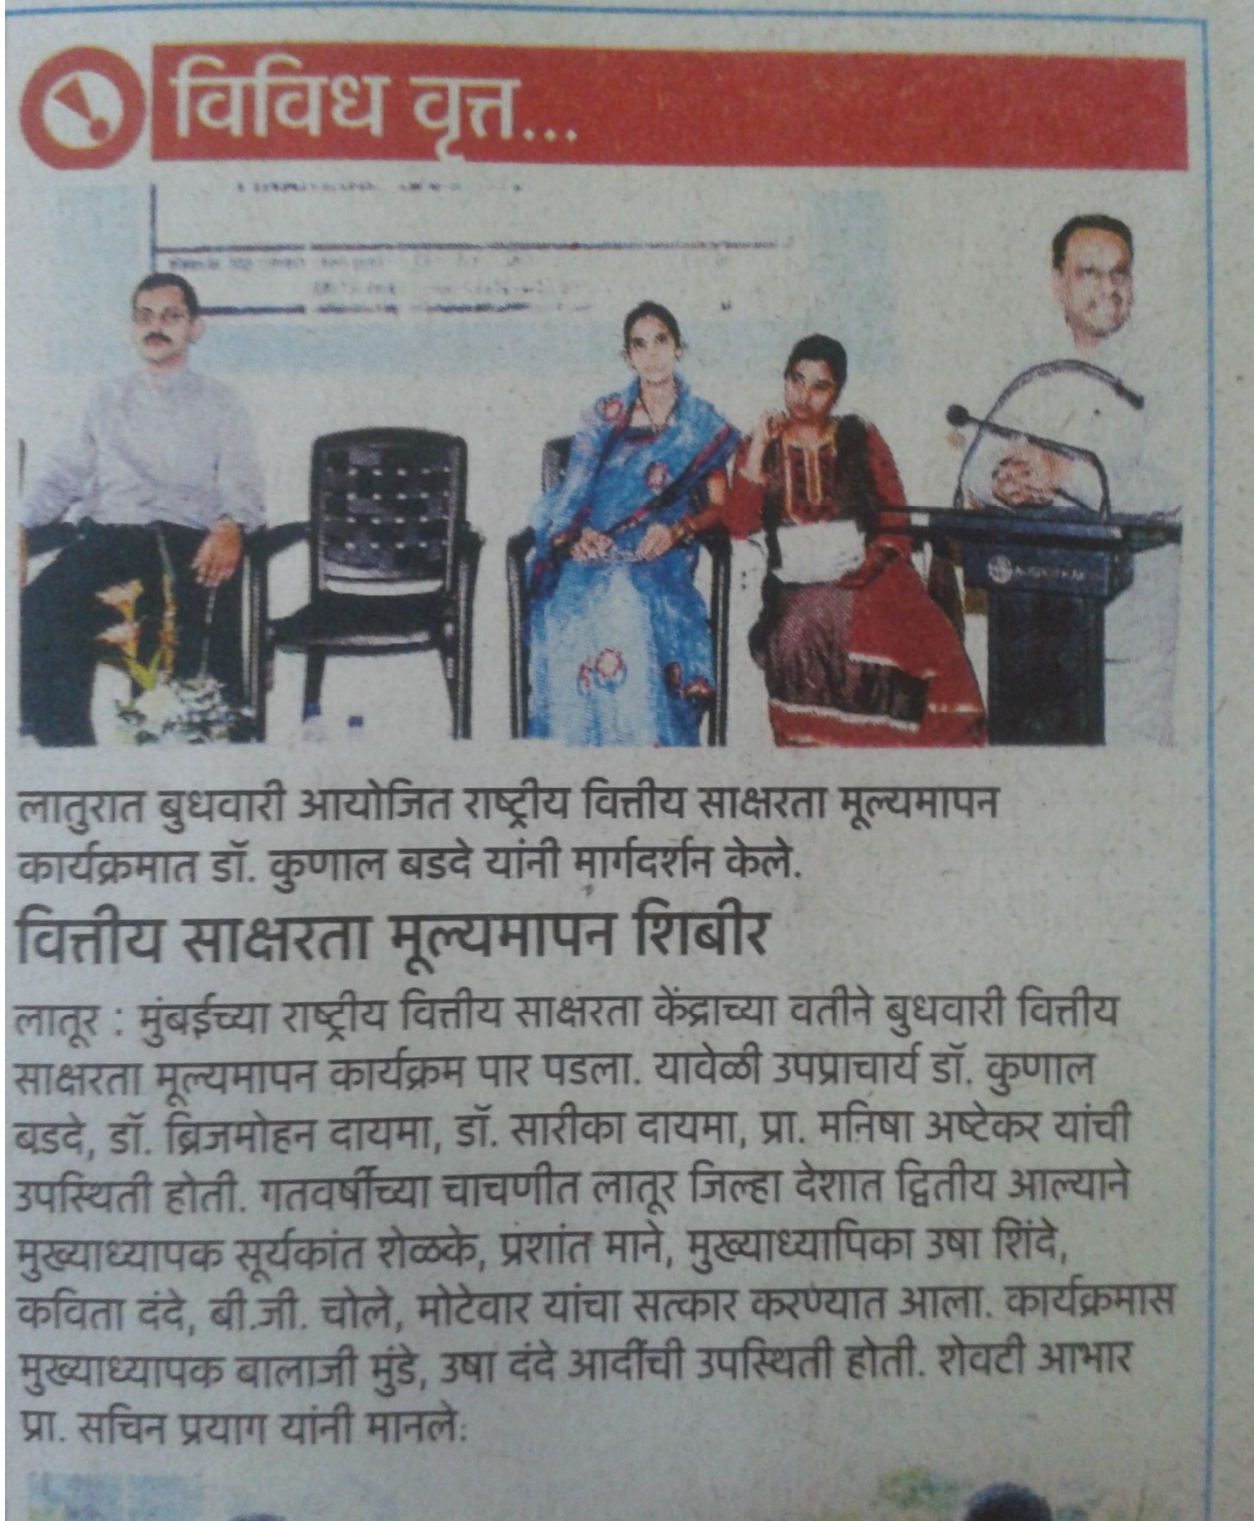 विविध वृत्त...
लातुरात बुधवारी आयोजित राष्ट्रीय वित्तीय साक्षरता मूल्यमापन
कार्यक्रमात डॉ. कुणाल बडदे यांनी मार्गदर्शन केले.
वित्तीय साक्षरता मूल्यमापन शिबीर
लातूर : मुंबईच्या राष्ट्रीय वित्तीय साक्षरता केंद्राच्या वतीने बुधवारी वित्तीय
साक्षरता मूल्यमापन कार्यक्रम पार पडला. यावेळी उपप्राचार्य डॉ. कुणाल
बडदे, डॉ. ब्रिजमोहन दायमा, डॉ. सारीका दायमा, प्रा. मनिषा अष्टेकर यांची
उपस्थिती होती. गतवर्षीच्या चाचणीत लातूर जिल्हा देशात द्वितीय आल्याने
मुख्याध्यापक सूर्यकांत शेळके, प्रशांत माने, मुख्याध्यापिका उषा शिंदे,
कविता दंदे, बी.जी. चोले, मोटेवार यांचा सत्कार करण्यात आला. कार्यक्रमास
मुख्याध्यापक बालाजी मुंडे, उषा दंदे आदींची उपस्थिती होती. शेवटी आभार
प्रा. सचिन प्रयाग यांनी मानले.